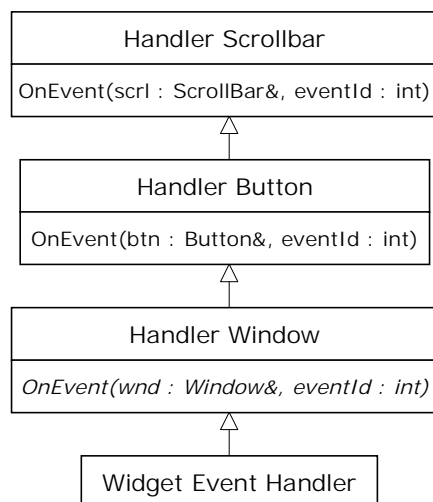 Handler Scrollbar
OnEvent(scrl : ScrollBar&, eventId : int)
Handler Button
OnEvent(btn : Button&, eventId : int)
Handler Window
OnEvent(wnd : Window&, eventId : int)
Widget Event Handler